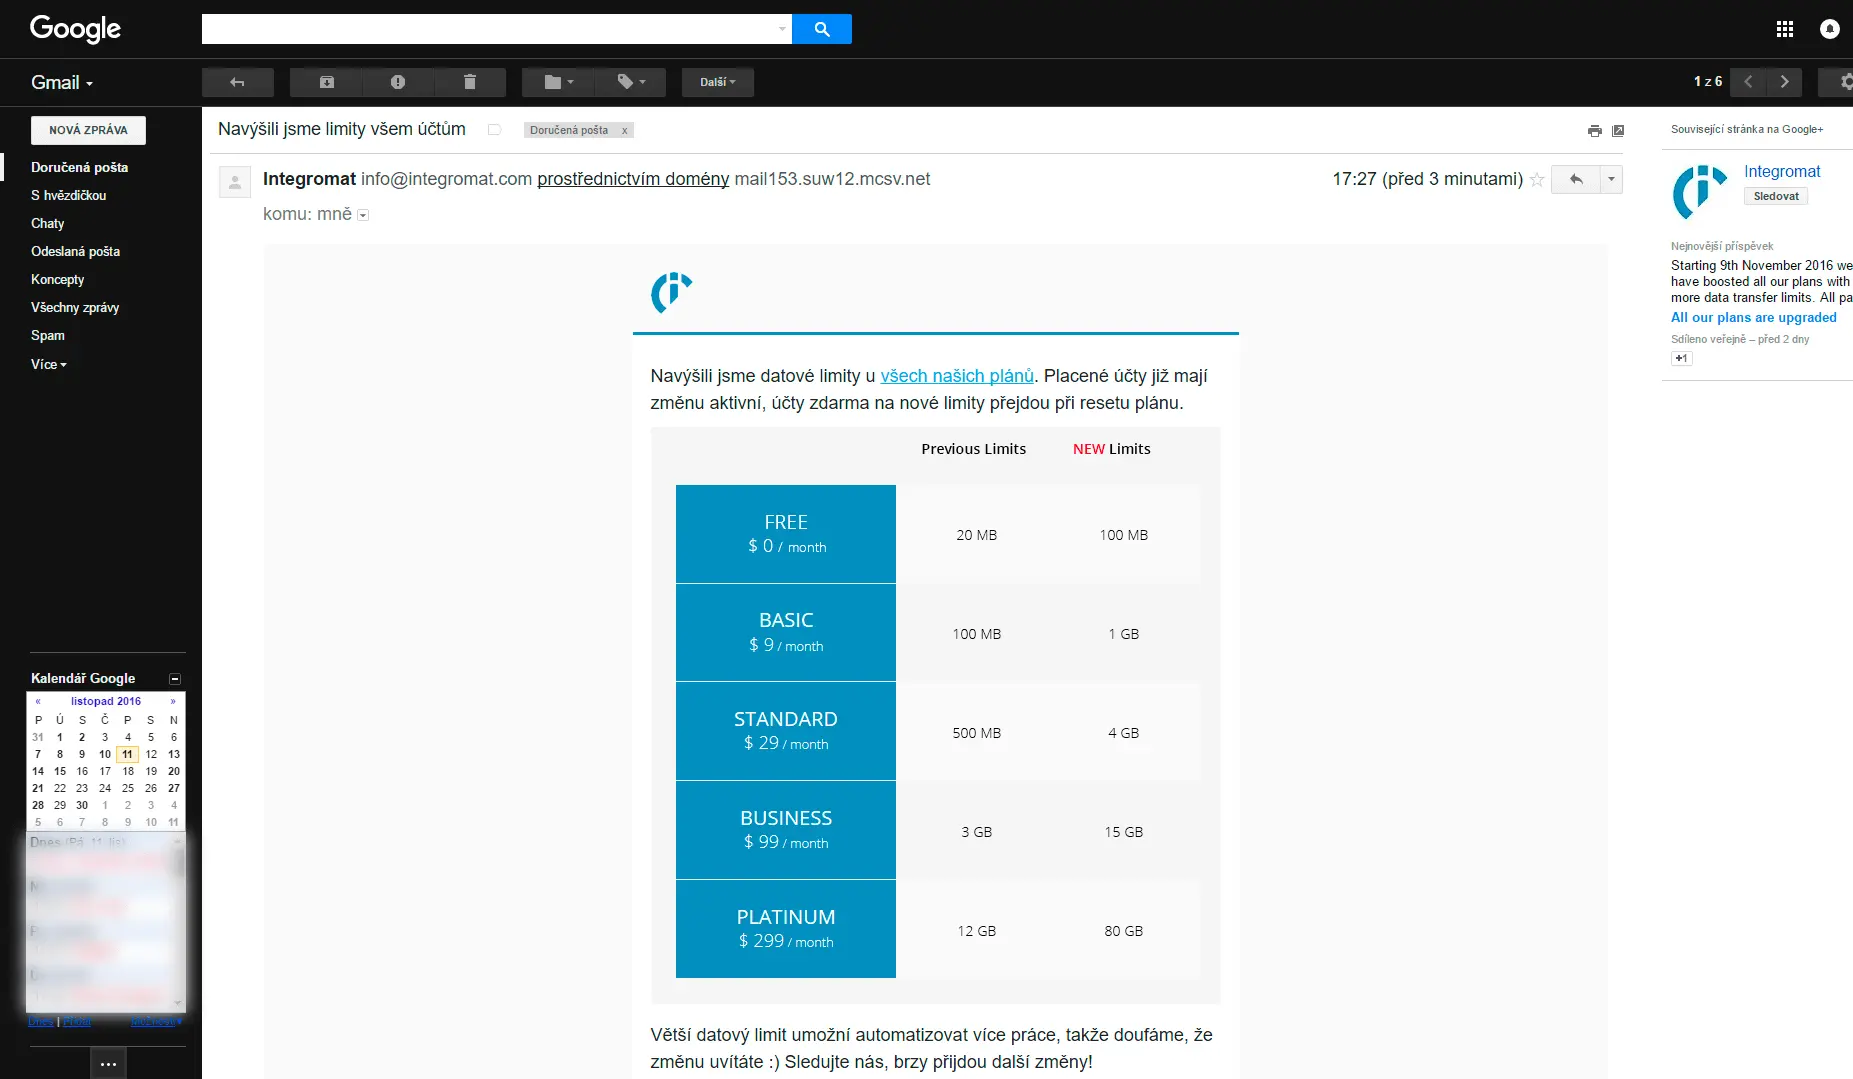 Google
Gmail
Další
1 z 6
NOVÁ ZPRÁVA
Doručená pošta
S hvězdičkou
Chaty
Odeslaná pošta
Koncepty
Všechny zprávy
Spam
Více
Kalendář Google
« listopad 2016 »
P Ú S Č P S N
31 1 2 3 4 5 6
7 8 9 10 11 12 13
14 15 16 17 18 19 20
21 22 23 24 25 26 27
28 29 30 1 2 3 4
5 6 7 8 9 10 11
Dnes (Pá, 11. lis)
Dnes | Přidat
Možnosti
Navýšili jsme limity všem účtům
Doručená pošta x
Integromat info@integromat.com prostřednictvím domény mail153.suw12.mcsv.net
17:27 (před 3 minutami)
komu: mně
Navýšili jsme datové limity u všech našich plánů. Placené účty již mají
změnu aktivní, účty zdarma na nové limity přejdou při resetu plánu.
Previous Limits NEW Limits
FREE
$ 0 / month
20 MB 100 MB
BASIC
$ 9 / month
100 MB 1 GB
STANDARD
$ 29 / month
500 MB 4 GB
BUSINESS
$ 99 / month
3 GB 15 GB
PLATINUM
$ 299 / month
12 GB 80 GB
Větší datový limit umožní automatizovat více práce, takže doufáme, že
změnu uvítáte :) Sledujte nás, brzy přijdou další změny!
Související stránka na Google+
Integromat
Sledovat
Nejnovější příspěvek
Starting 9th November 2016 we
have boosted all our plans with
more data transfer limits. All pa
All our plans are upgraded
Sdíleno veřejně – před 2 dny
+1